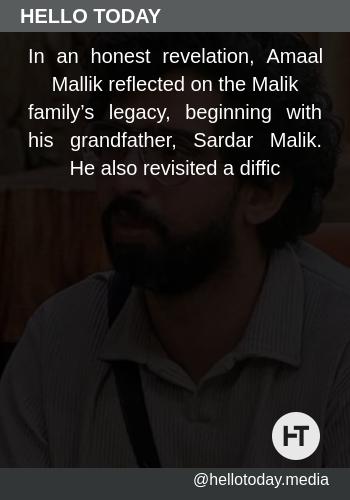 HELLO TODAY
In an honest revelation, Amaal
Mallik reflected on the Malik
family’s legacy, beginning with
his grandfather, Sardar Malik.
He also revisited a diffic
HT
@hellotoday.media